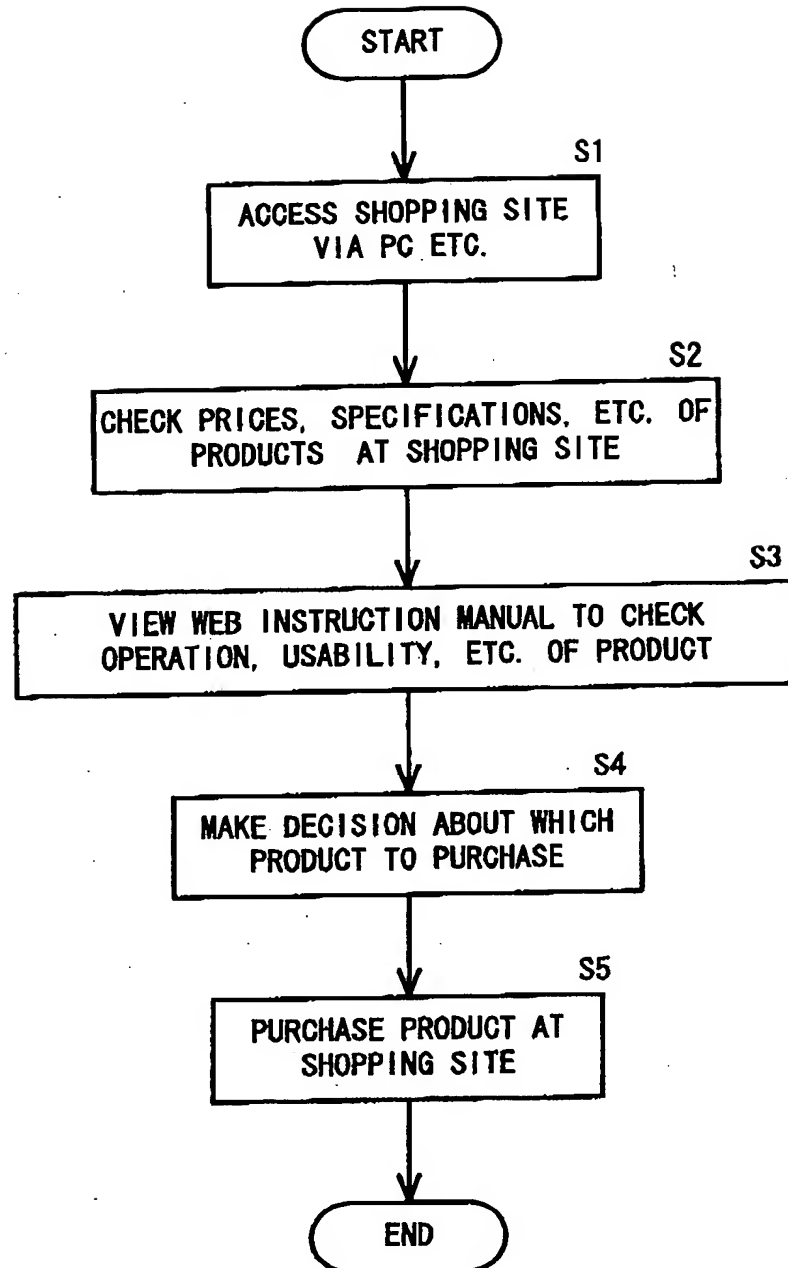 START
S1
ACCESS SHOPPING SITE
VIA PC ETC.
S2
CHECK PRICES, SPECIFICATIONS, ETC. OF
PRODUCTS AT SHOPPING SITE
S3
VIEW WEB INSTRUCTION MANUAL TO CHECK
OPERATION, USABILITY, ETC. OF PRODUCT
S4
MAKE DECISION ABOUT WHICH
PRODUCT TO PURCHASE
S5
PURCHASE PRODUCT AT
SHOPPING SITE
END